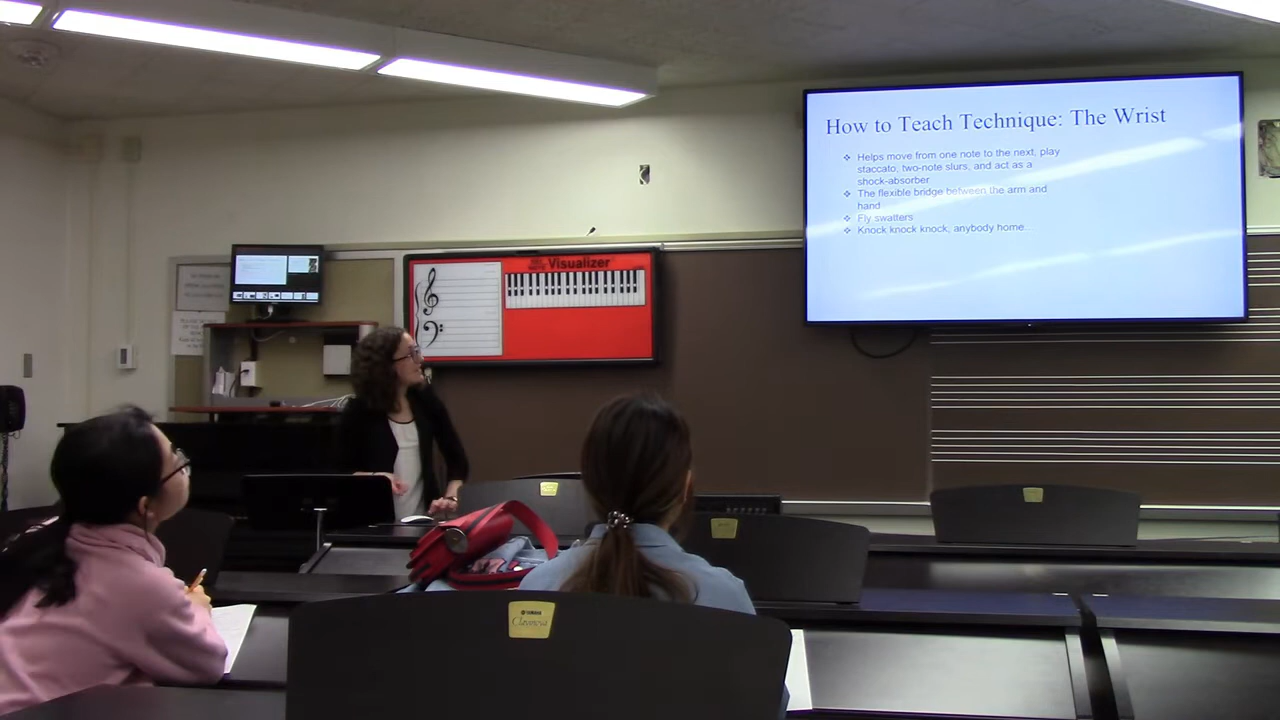 How to Teach Technique: The Wrist
❖ Helps move from one note to the next, play
staccato, two-note slurs, and act as a
shock-absorber
❖ The flexible bridge between the arm and
hand
❖ Fly swatters
❖ Knock knock knock, anybody home...
Visualizer
YAMAHA
Clavinova